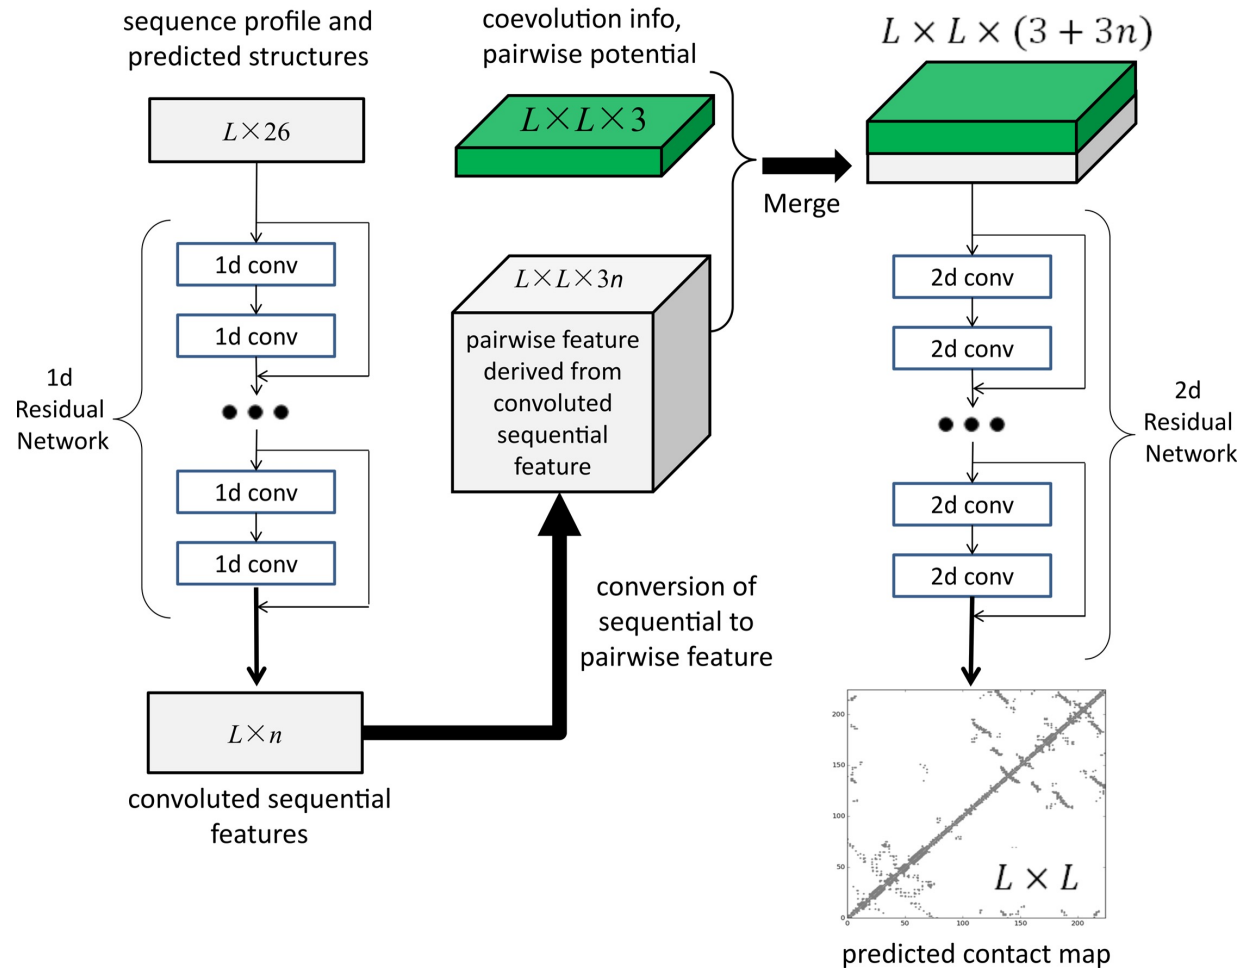 sequence profile and
predicted structures
L×26
1d conv
1d conv
1d conv
1d conv
1d
Residual
Network
L×n
convoluted sequential
features
coevolution info,
pairwise potential
L×L×3
L×L×3n
pairwise feature
derived from
convoluted
sequential
feature
conversion of
sequential to
pairwise feature
Merge
L × L × (3 + 3n)
2d conv
2d conv
2d conv
2d conv
2d
Residual
Network
200
150
100
50
0
0
50
100
150
200
L × L
predicted contact map